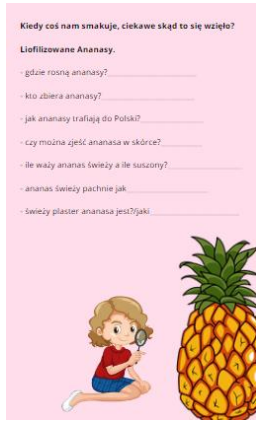 Kiedy coś nam smakuje, ciekawe skąd to się wzięło?
Liofilizowane Ananasy.
- gdzie rosną ananasy?
- kto zbiera ananasy?
- jak ananasy trafiają do Polski?
- czy można zjeść ananasa w skórce?
- ile waży ananas świeży a ile suszony?
- ananas świeży pachnie jak
- świeży plaster ananasa jest?/jaki